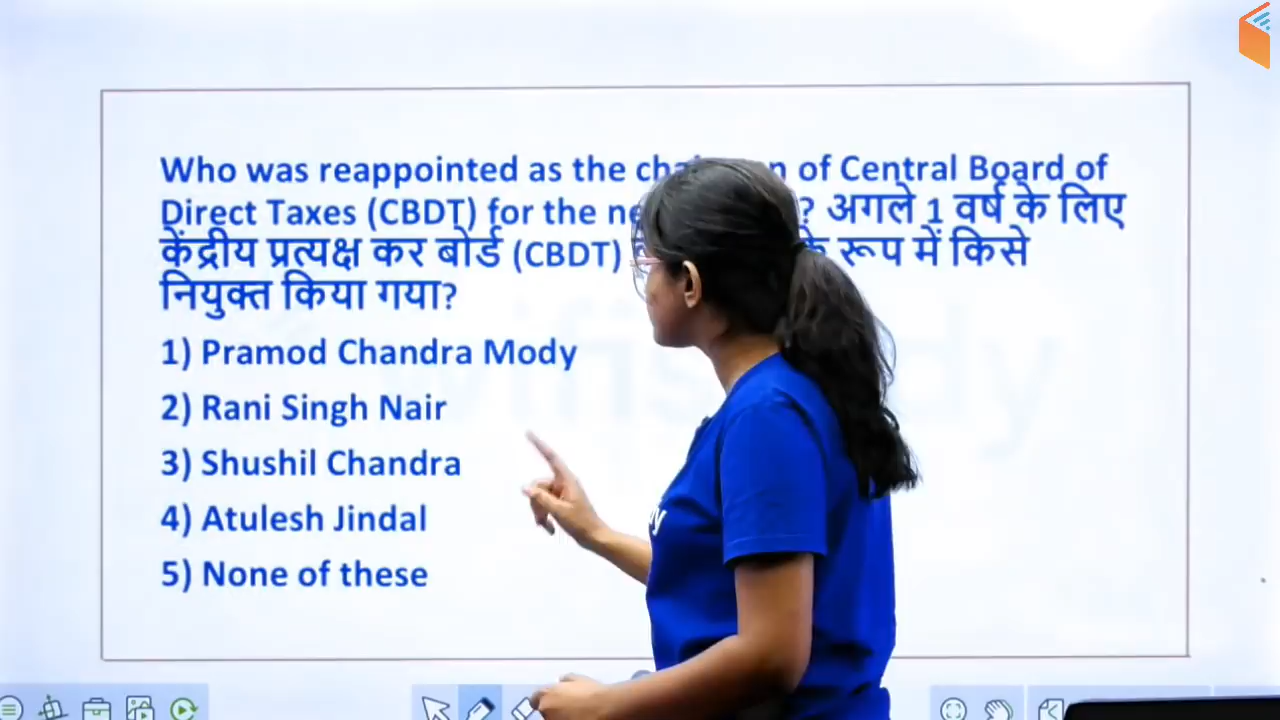 Who was reappointed as the of Central Board of
Direct Taxes (CBDT) for the ? अगले 1 वर्ष के लिए
केंद्रीय प्रत्यक्ष कर बोर्ड (CBDT) रूप में किसे
नियुक्त किया गया?
1) Pramod Chandra Mody
2) Rani Singh Nair
3) Shushil Chandra
4) Atulesh Jindal
5) None of these